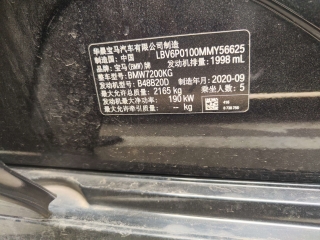 华晨宝马汽车有限公司制造
制造国：中国 LBV6P0100MMY56625
品牌：宝马(BMW)牌 发动机排量：1998 mL
整车型号：BMW7200KG
发动机型号：B48B20D 制造年月：2020-09
最大允许总质量：2165 kg 乘坐人数：5
发动机最大净功率：190 kW
最大允许牵引质量：-- kg